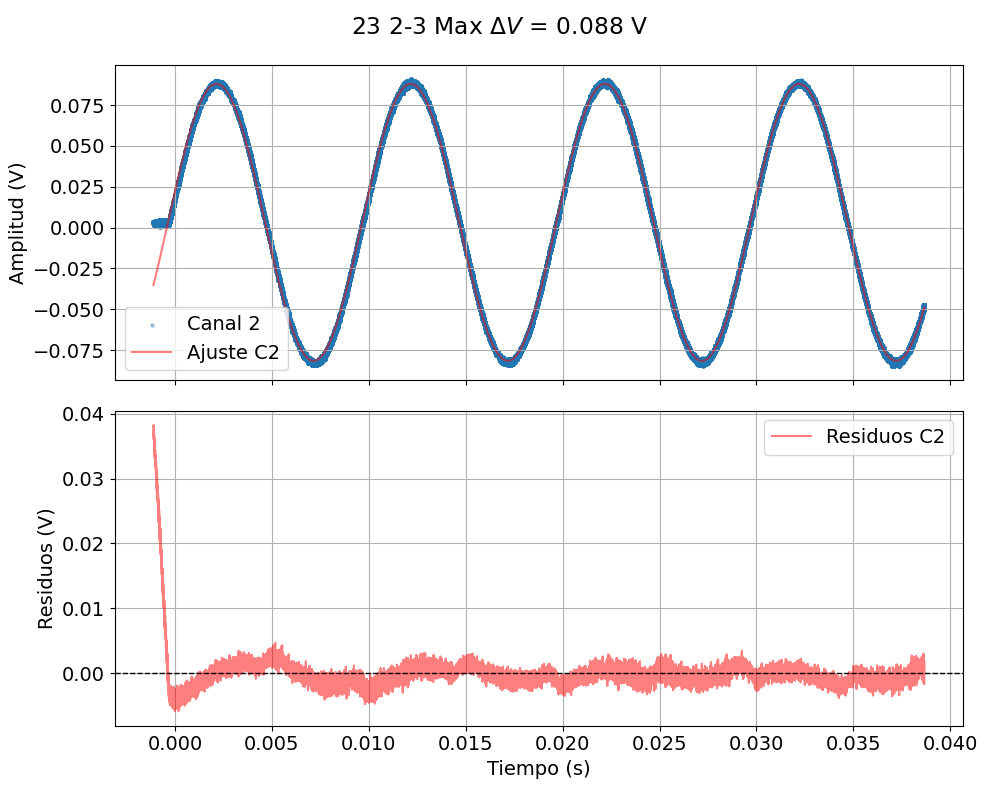 23 2-3 Max ΔV = 0.088 V
0.075
0.050
0.025
0.000
−0.025
−0.050
−0.075
Amplitud (V)
Canal 2
Ajuste C2
0.04
0.03
0.02
0.01
0.00
Residuos (V)
Residuos C2
0.000 0.005 0.010 0.015 0.020 0.025 0.030 0.035 0.040
Tiempo (s)